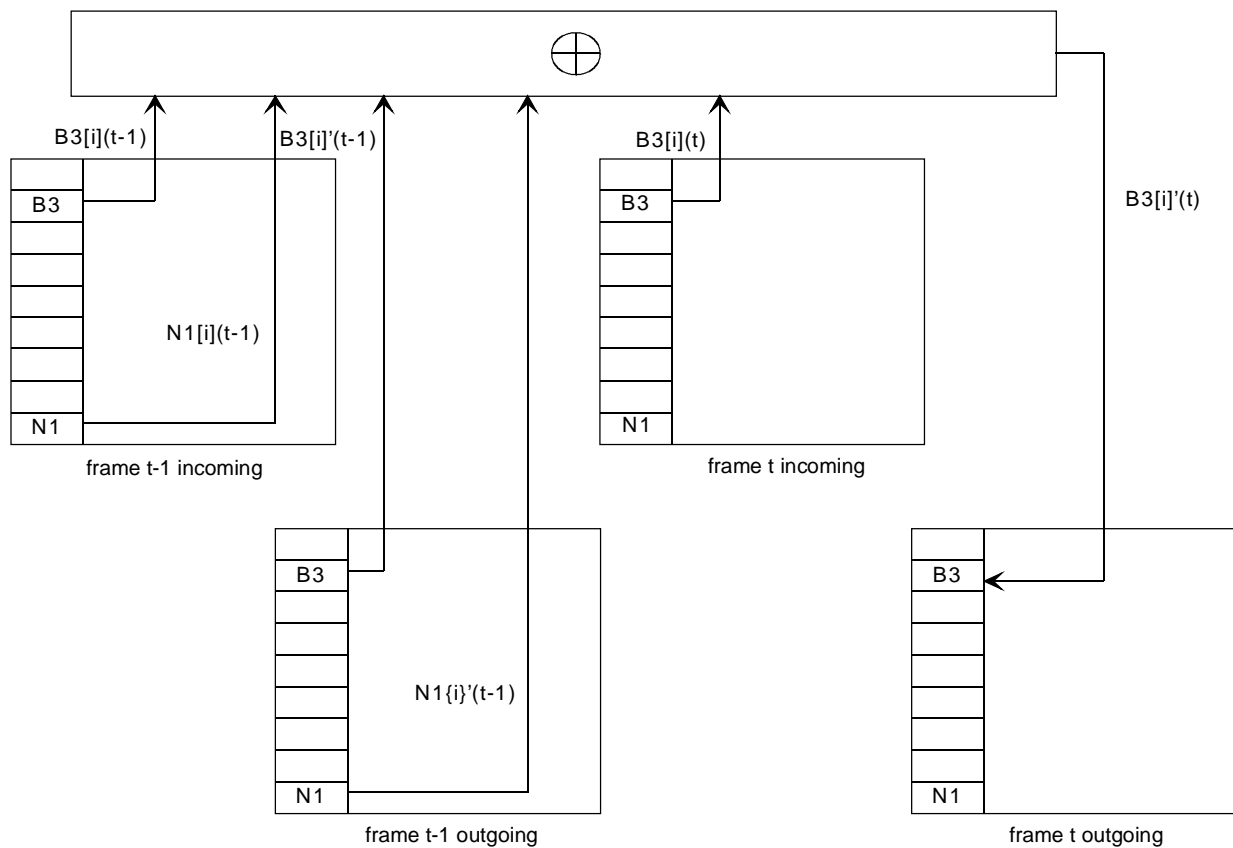 B3[i](t-1)
B3[i]’(t-1)
B3[i](t)
B3
B3
B3[i]’(t)
N1[i](t-1)
N1
N1
frame t-1 incoming
frame t incoming
B3
B3
N1{i}’(t-1)
N1
N1
frame t-1 outgoing
frame t outgoing